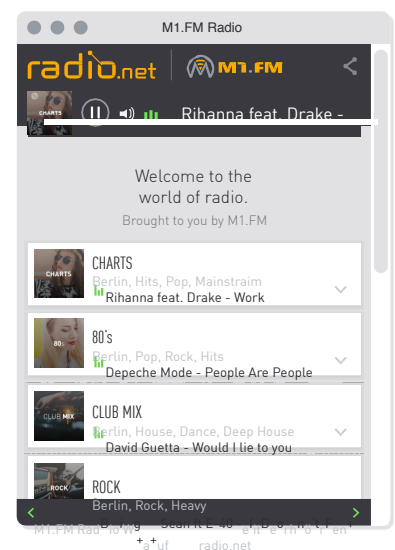 M1.FM Radio
radio.net M1.FM
CHARTS Rihanna feat. Drake -
Welcome to the
world of radio.
Brought to you by M1.FM
CHARTS
CHARTS
Berlin, Hits, Pop, Mainstraim
Rihanna feat. Drake - Work
80s
80's
Berlin, Pop, Rock, Hits
Depeche Mode - People Are People
CLUB MIX
CLUB MIX
Berlin, House, Dance, Deep House
David Guetta - Would I lie to you
ROCK
ROCK
Berlin, Rock, Heavy
M1.FM
radio.net